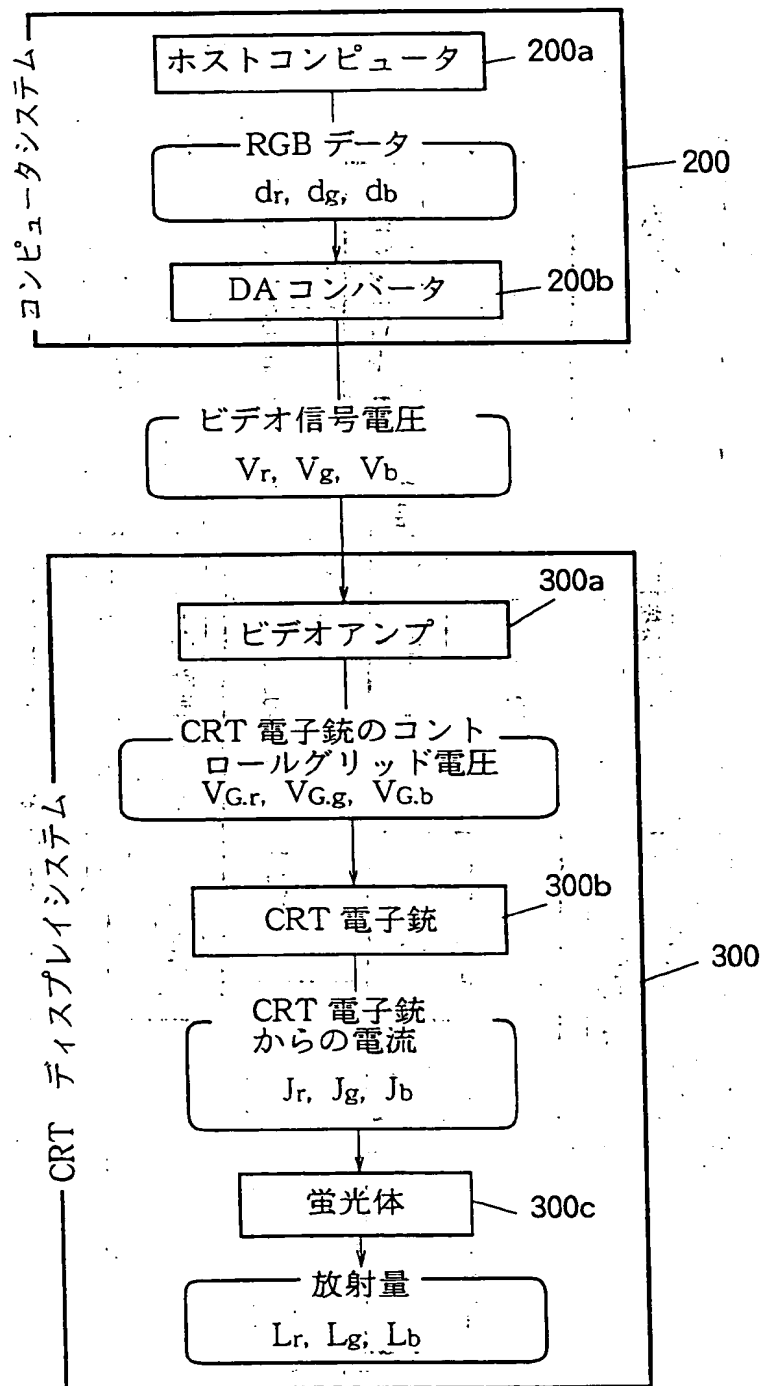 コンピュータシステム
ホストコンピュータ
200a
RGB データ
dr, dg, db
200
DA コンバータ
200b
ビデオ信号電圧
Vr, Vg, Vb
CRT ディスプレイシステム
300a
ビデオアンプ
CRT 電子銃のコント
ロールグリッド電圧
VG.r, VG.g, VG.b
300b
CRT 電子銃
300
CRT 電子銃
からの電流
Jr, Jg, Jb
蛍光体
300c
放射量
Lr, Lg, Lb